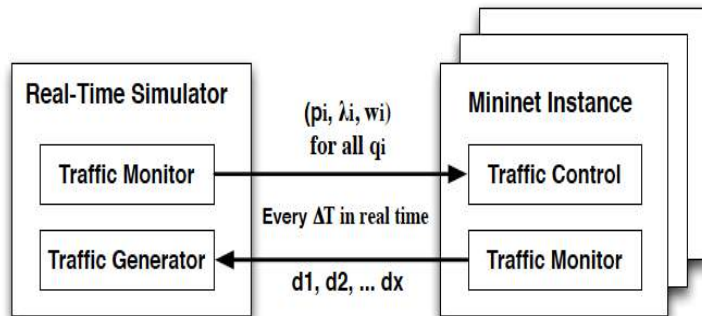 Real-Time Simulator
Traffic Monitor
Traffic Generator
(pi, λi, wi)
for all qi
Every ΔT in real time
d1, d2, ... dx
Mininet Instance
Traffic Control
Traffic Monitor